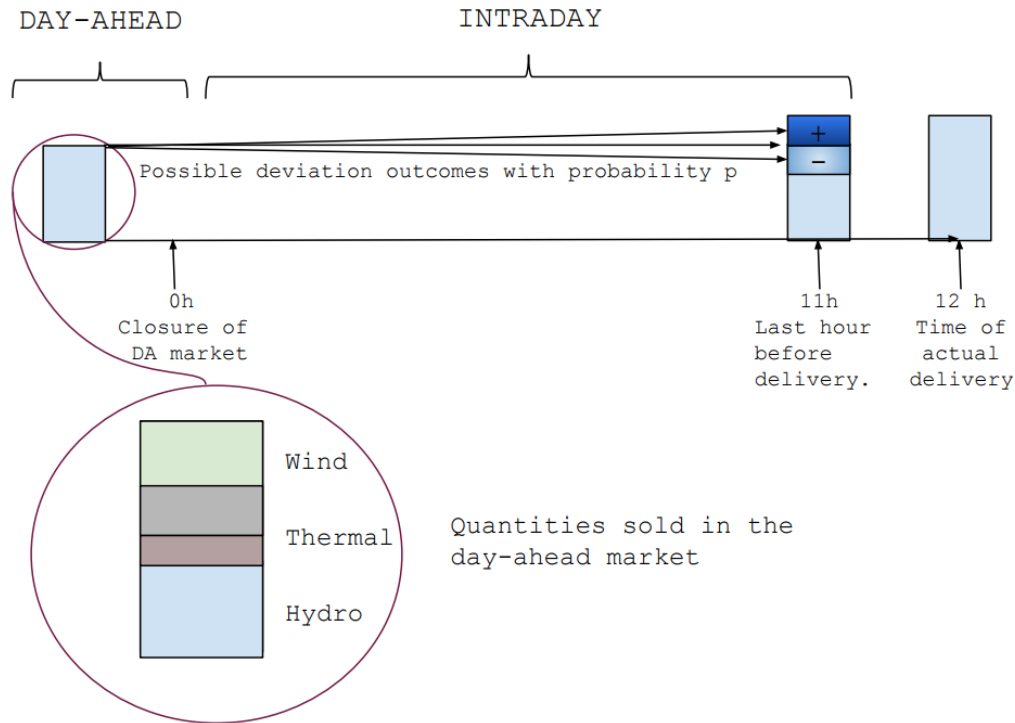 DAY-AHEAD
INTRADAY
+
−
Possible deviation outcomes with probability p
0h
Closure of
DA market
11h
Last hour
before
delivery.
12 h
Time of
actual
delivery
Wind
Thermal
Hydro
Quantities sold in the
day-ahead market